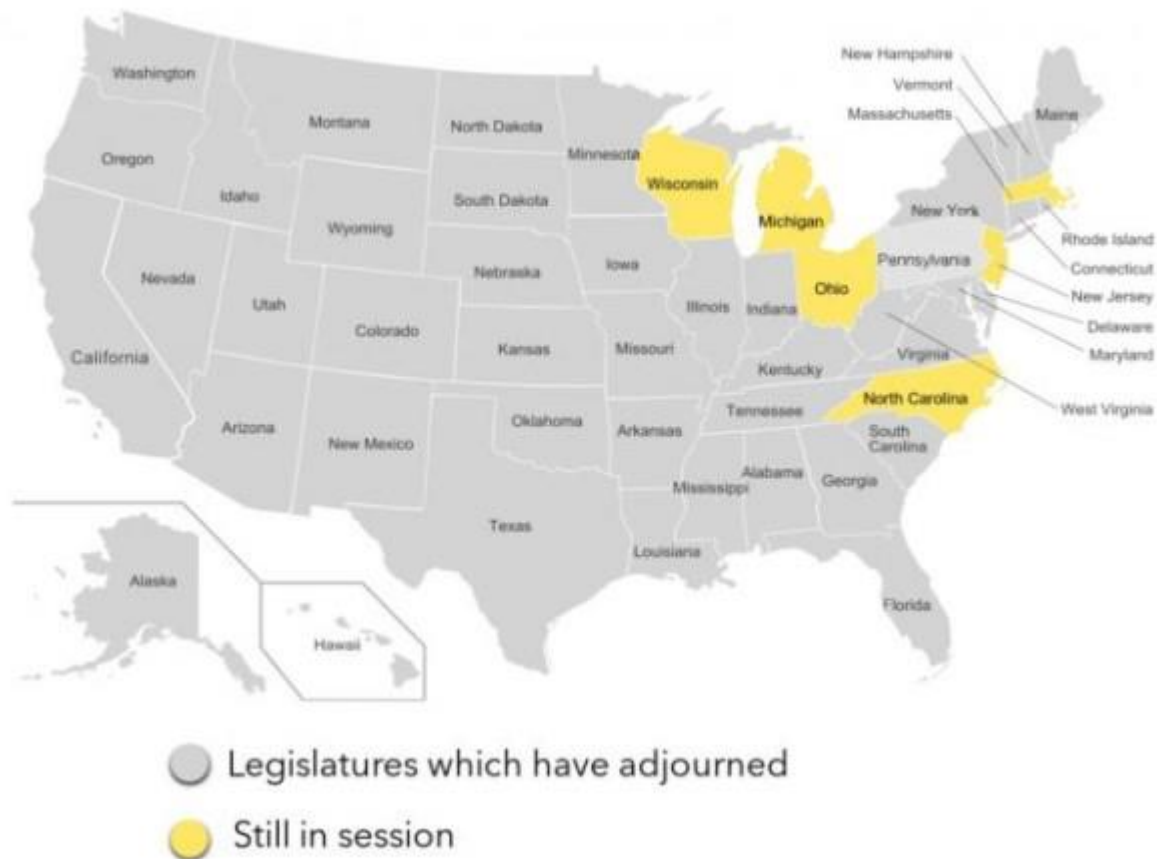 Washington
Oregon
California
Nevada
Idaho
Montana
Wyoming
Utah
Arizona
Colorado
New Mexico
North Dakota
South Dakota
Nebraska
Kansas
Oklahoma
Texas
Minnesota
Iowa
Missouri
Arkansas
Louisiana
Wisconsin
Illinois
Michigan
Indiana
Ohio
Kentucky
Tennessee
Mississippi
Alabama
Georgia
Florida
South
Carolina
North Carolina
Virginia
West Virginia
Pennsylvania
New York
Maine
New Hampshire
Vermont
Massachusetts
Rhode Island
Connecticut
New Jersey
Delaware
Maryland
Alaska
Hawaii
Legislatures which have adjourned
Still in session